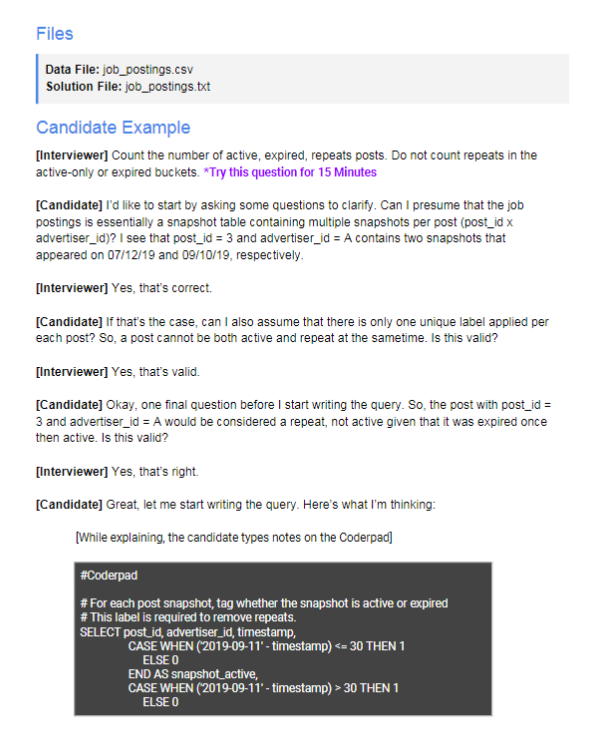 Files
Data File: job_postings.csv
Solution File: job_postings.txt
Candidate Example
[Interviewer] Count the number of active, expired, repeats posts. Do not count repeats in the
active-only or expired buckets. *Try this question for 15 Minutes
[Candidate] I'd like to start by asking some questions to clarify. Can I presume that the job
postings is essentially a snapshot table containing multiple snapshots per post (post_id x
advertiser_id)? I see that post_id = 3 and advertiser_id = A contains two snapshots that
appeared on 07/12/19 and 09/10/19, respectively.
[Interviewer] Yes, that's correct.
[Candidate] If that's the case, can I also assume that there is only one unique label applied per
each post? So, a post cannot be both active and repeat at the sametime. Is this valid?
[Interviewer] Yes, that's valid.
[Candidate] Okay, one final question before I start writing the query. So, the post with post_id =
3 and advertiser_id = A would be considered a repeat, not active given that it was expired once
then active. Is this valid?
[Interviewer] Yes, that's right.
[Candidate] Great, let me start writing the query. Here's what I'm thinking:
[While explaining, the candidate types notes on the Coderpad]
#Coderpad
# For each post snapshot, tag whether the snapshot is active or expired
# This label is required to remove repeats.
SELECT post_id, advertiser_id, timestamp,
CASE WHEN ('2019-09-11' - timestamp) <= 30 THEN 1
ELSE 0
END AS snapshot_active,
CASE WHEN ('2019-09-11' - timestamp) > 30 THEN 1
ELSE 0